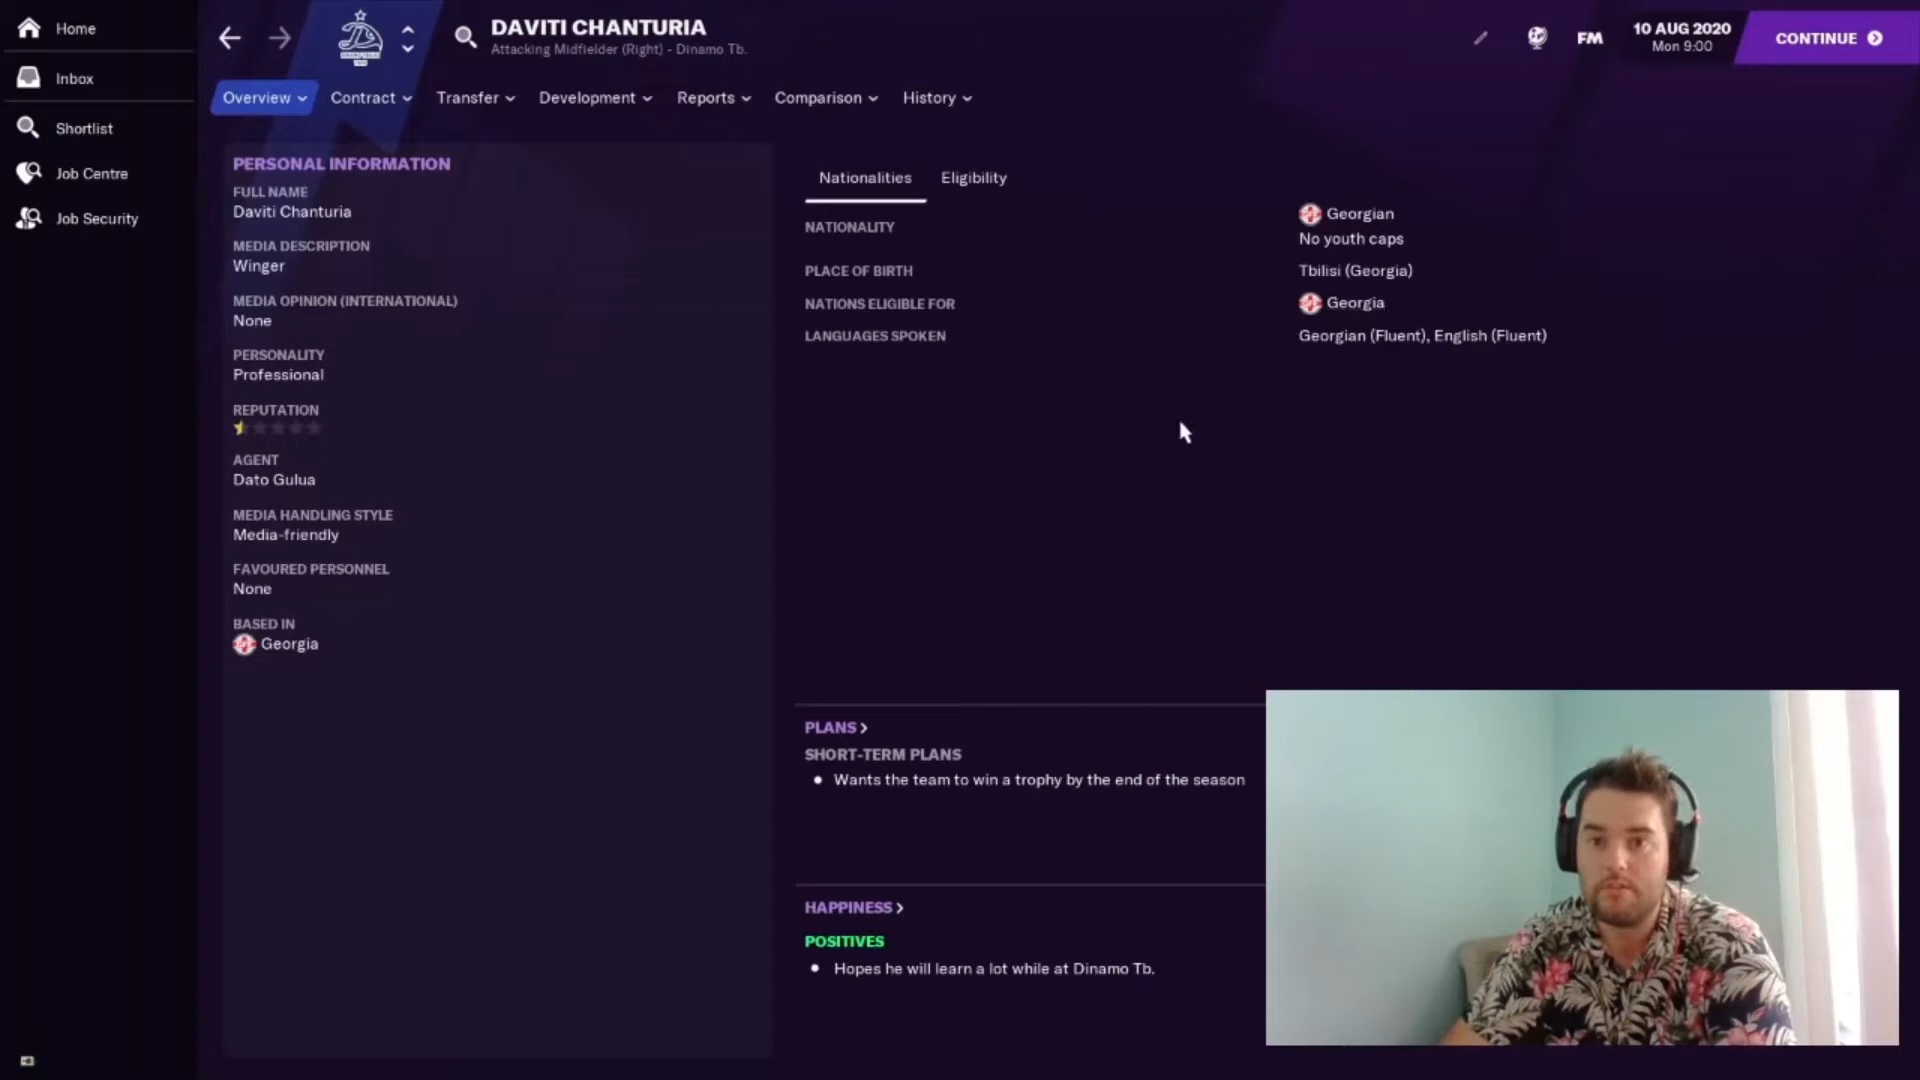 Home
Inbox
Shortlist
Job Centre
Job Security
DAVITI CHANTURIA
Attacking Midfielder (Right) - Dinamo Tb.
FM
10 AUG 2020
Mon 9:00
CONTINUE
Overview
Contract
Transfer
Development
Reports
Comparison
History
PERSONAL INFORMATION
FULL NAME
Daviti Chanturia
MEDIA DESCRIPTION
Winger
MEDIA OPINION (INTERNATIONAL)
None
PERSONALITY
Professional
REPUTATION
AGENT
Dato Gulua
MEDIA HANDLING STYLE
Media-friendly
FAVOURED PERSONNEL
None
BASED IN
Georgia
Nationalities
Eligibility
NATIONALITY
Georgian
No youth caps
PLACE OF BIRTH
Tbilisi (Georgia)
NATIONS ELIGIBLE FOR
Georgia
LANGUAGES SPOKEN
Georgian (Fluent), English (Fluent)
PLANS >
SHORT-TERM PLANS
• Wants the team to win a trophy by the end of the season
HAPPINESS >
POSITIVES
• Hopes he will learn a lot while at Dinamo Tb.